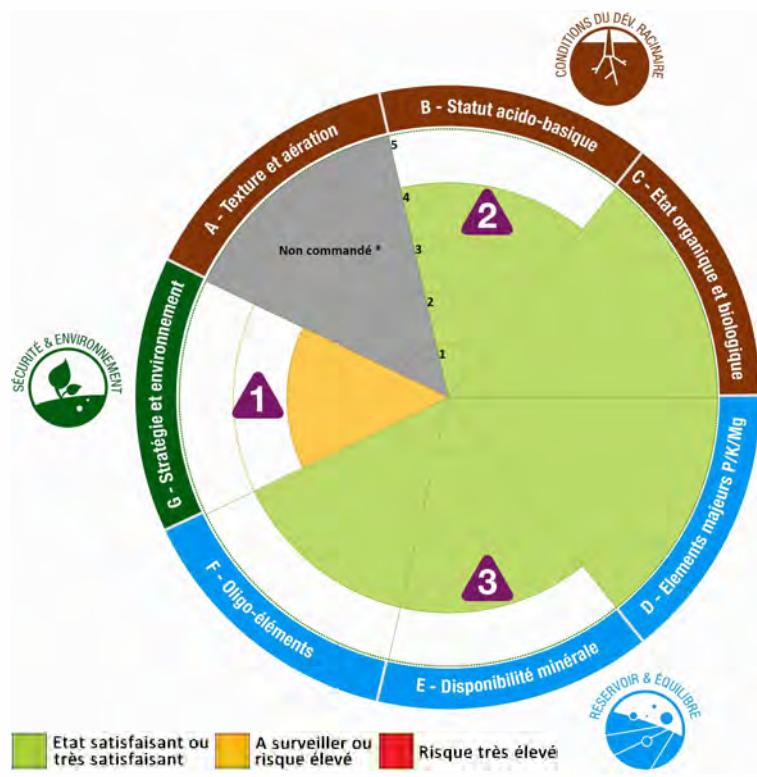 CONDITIONS DU DÉV. RACINAIRE
B - Statut acido-basique
A - Texture et aération
C - Etat organique et biologique
5
4
3
2
1
2
Non commandé *
SÉCURITÉ & ENVIRONNEMENT
G - Stratégie et environnement
1
D - Elements majeurs P/K/Mg
3
F - Oligo-éléments
E - Disponibilité minérale
RÉSERVOIR & ÉQUILIBRE
Etat satisfaisant ou
très satisfaisant
A surveiller ou
risque élevé
Risque très élevé